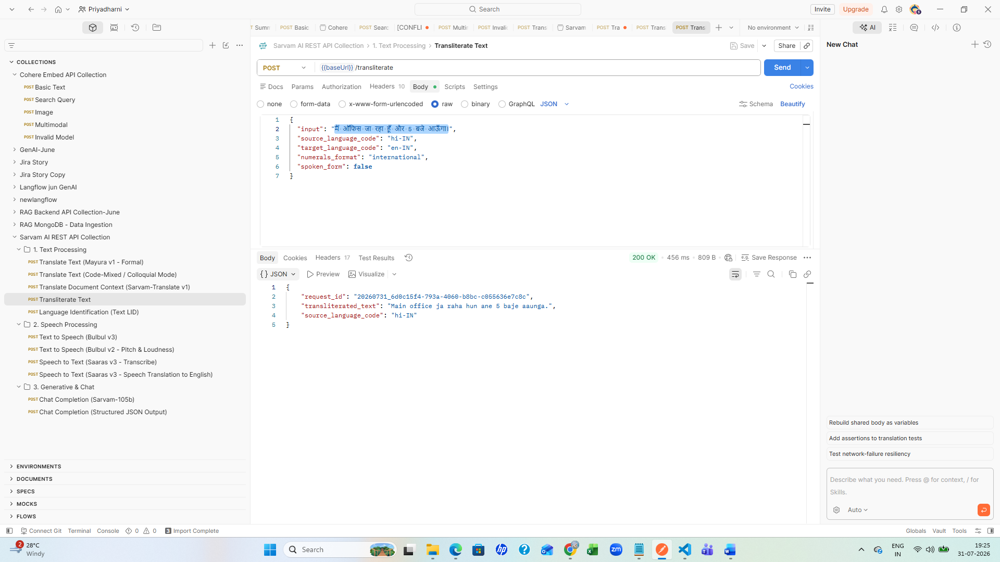 Priyadharni
Search
Invite
Upgrade
POST Basic
Cohere
POST Searc
[CONFLI
POST Multin
POST Invali
POST Trans
Sarvam
POST Tra
POST Trans
POST Trans
No environment
AI
COLLECTIONS
Cohere Embed API Collection
POST Basic Text
POST Search Query
POST Image
POST Multimodal
POST Invalid Model
GenAI-June
Jira Story
Jira Story Copy
Langflow jun GenAI
newlangflow
RAG Backend API Collection-June
RAG MongoDB - Data Ingestion
Sarvam AI REST API Collection
1. Text Processing
POST Translate Text (Mayura v1 - Formal)
POST Translate Text (Code-Mixed / Colloquial Mode)
POST Translate Document Context (Sarvam-Translate v1)
POST Transliterate Text
POST Language Identification (Text LID)
2. Speech Processing
POST Text to Speech (Bulbul v3)
POST Text to Speech (Bulbul v2 - Pitch & Loudness)
POST Speech to Text (Saaras v3 - Transcribe)
POST Speech to Text (Saaras v3 - Speech Translation to English)
3. Generative & Chat
POST Chat Completion (Sarvam-105b)
POST Chat Completion (Structured JSON Output)
ENVIRONMENTS
DOCUMENTS
SPECS
MOCKS
FLOWS
HTTP Sarvam AI REST API Collection > 1. Text Processing > Transliterate Text
Save
Share
POST {{baseUrl}} /transliterate
Send
Docs Params Authorization Headers 10 Body Scripts Settings
Cookies
none form-data x-www-form-urlencoded raw binary GraphQL JSON
Schema Beautify
1 {
2 "input": "मैं ऑफिस जा रहा हूँ और 5 बजे आऊँगा।",
3 "source_language_code": "hi-IN",
4 "target_language_code": "en-IN",
5 "numerals_format": "international",
6 "spoken_form": false
7 }
Body Cookies Headers 17 Test Results
200 OK • 456 ms • 809 B
e.g. Save Response
{} JSON Preview Visualize
1 {
2 "request_id": "20260731_6d0c15f4-793a-4060-b8bc-c055636e7c8c",
3 "transliterated_text": "Main office ja raha hun ane 5 baje aaunga.",
4 "source_language_code": "hi-IN"
5 }
New Chat
Rebuild shared body as variables
Add assertions to translation tests
Test network-failure resiliency
Describe what you need. Press @ for context, / for
Skills.
Auto
Connect Git Terminal Console 0 0 3 Import Complete
Globals Vault Tools
2
28°C
Windy
Search
hp
zm
ENG
IN
19:25
31-07-2026